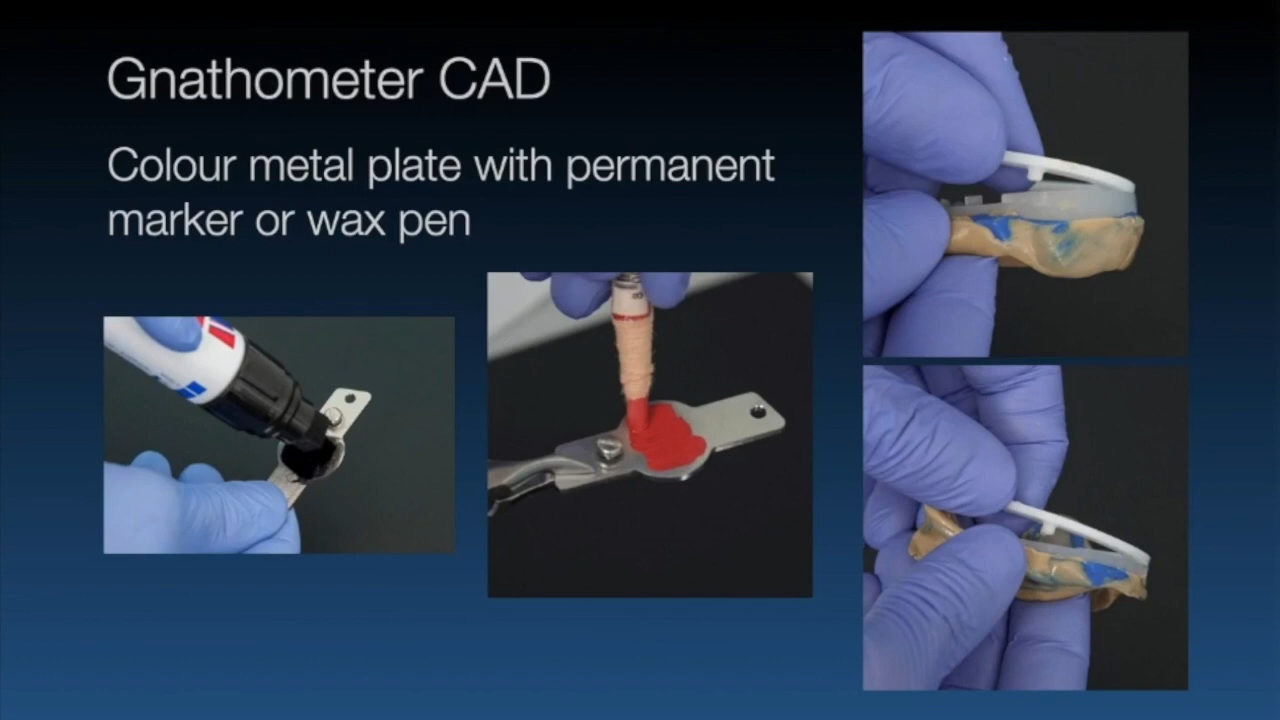 Gnathometer CAD
Colour metal plate with permanent
marker or wax pen